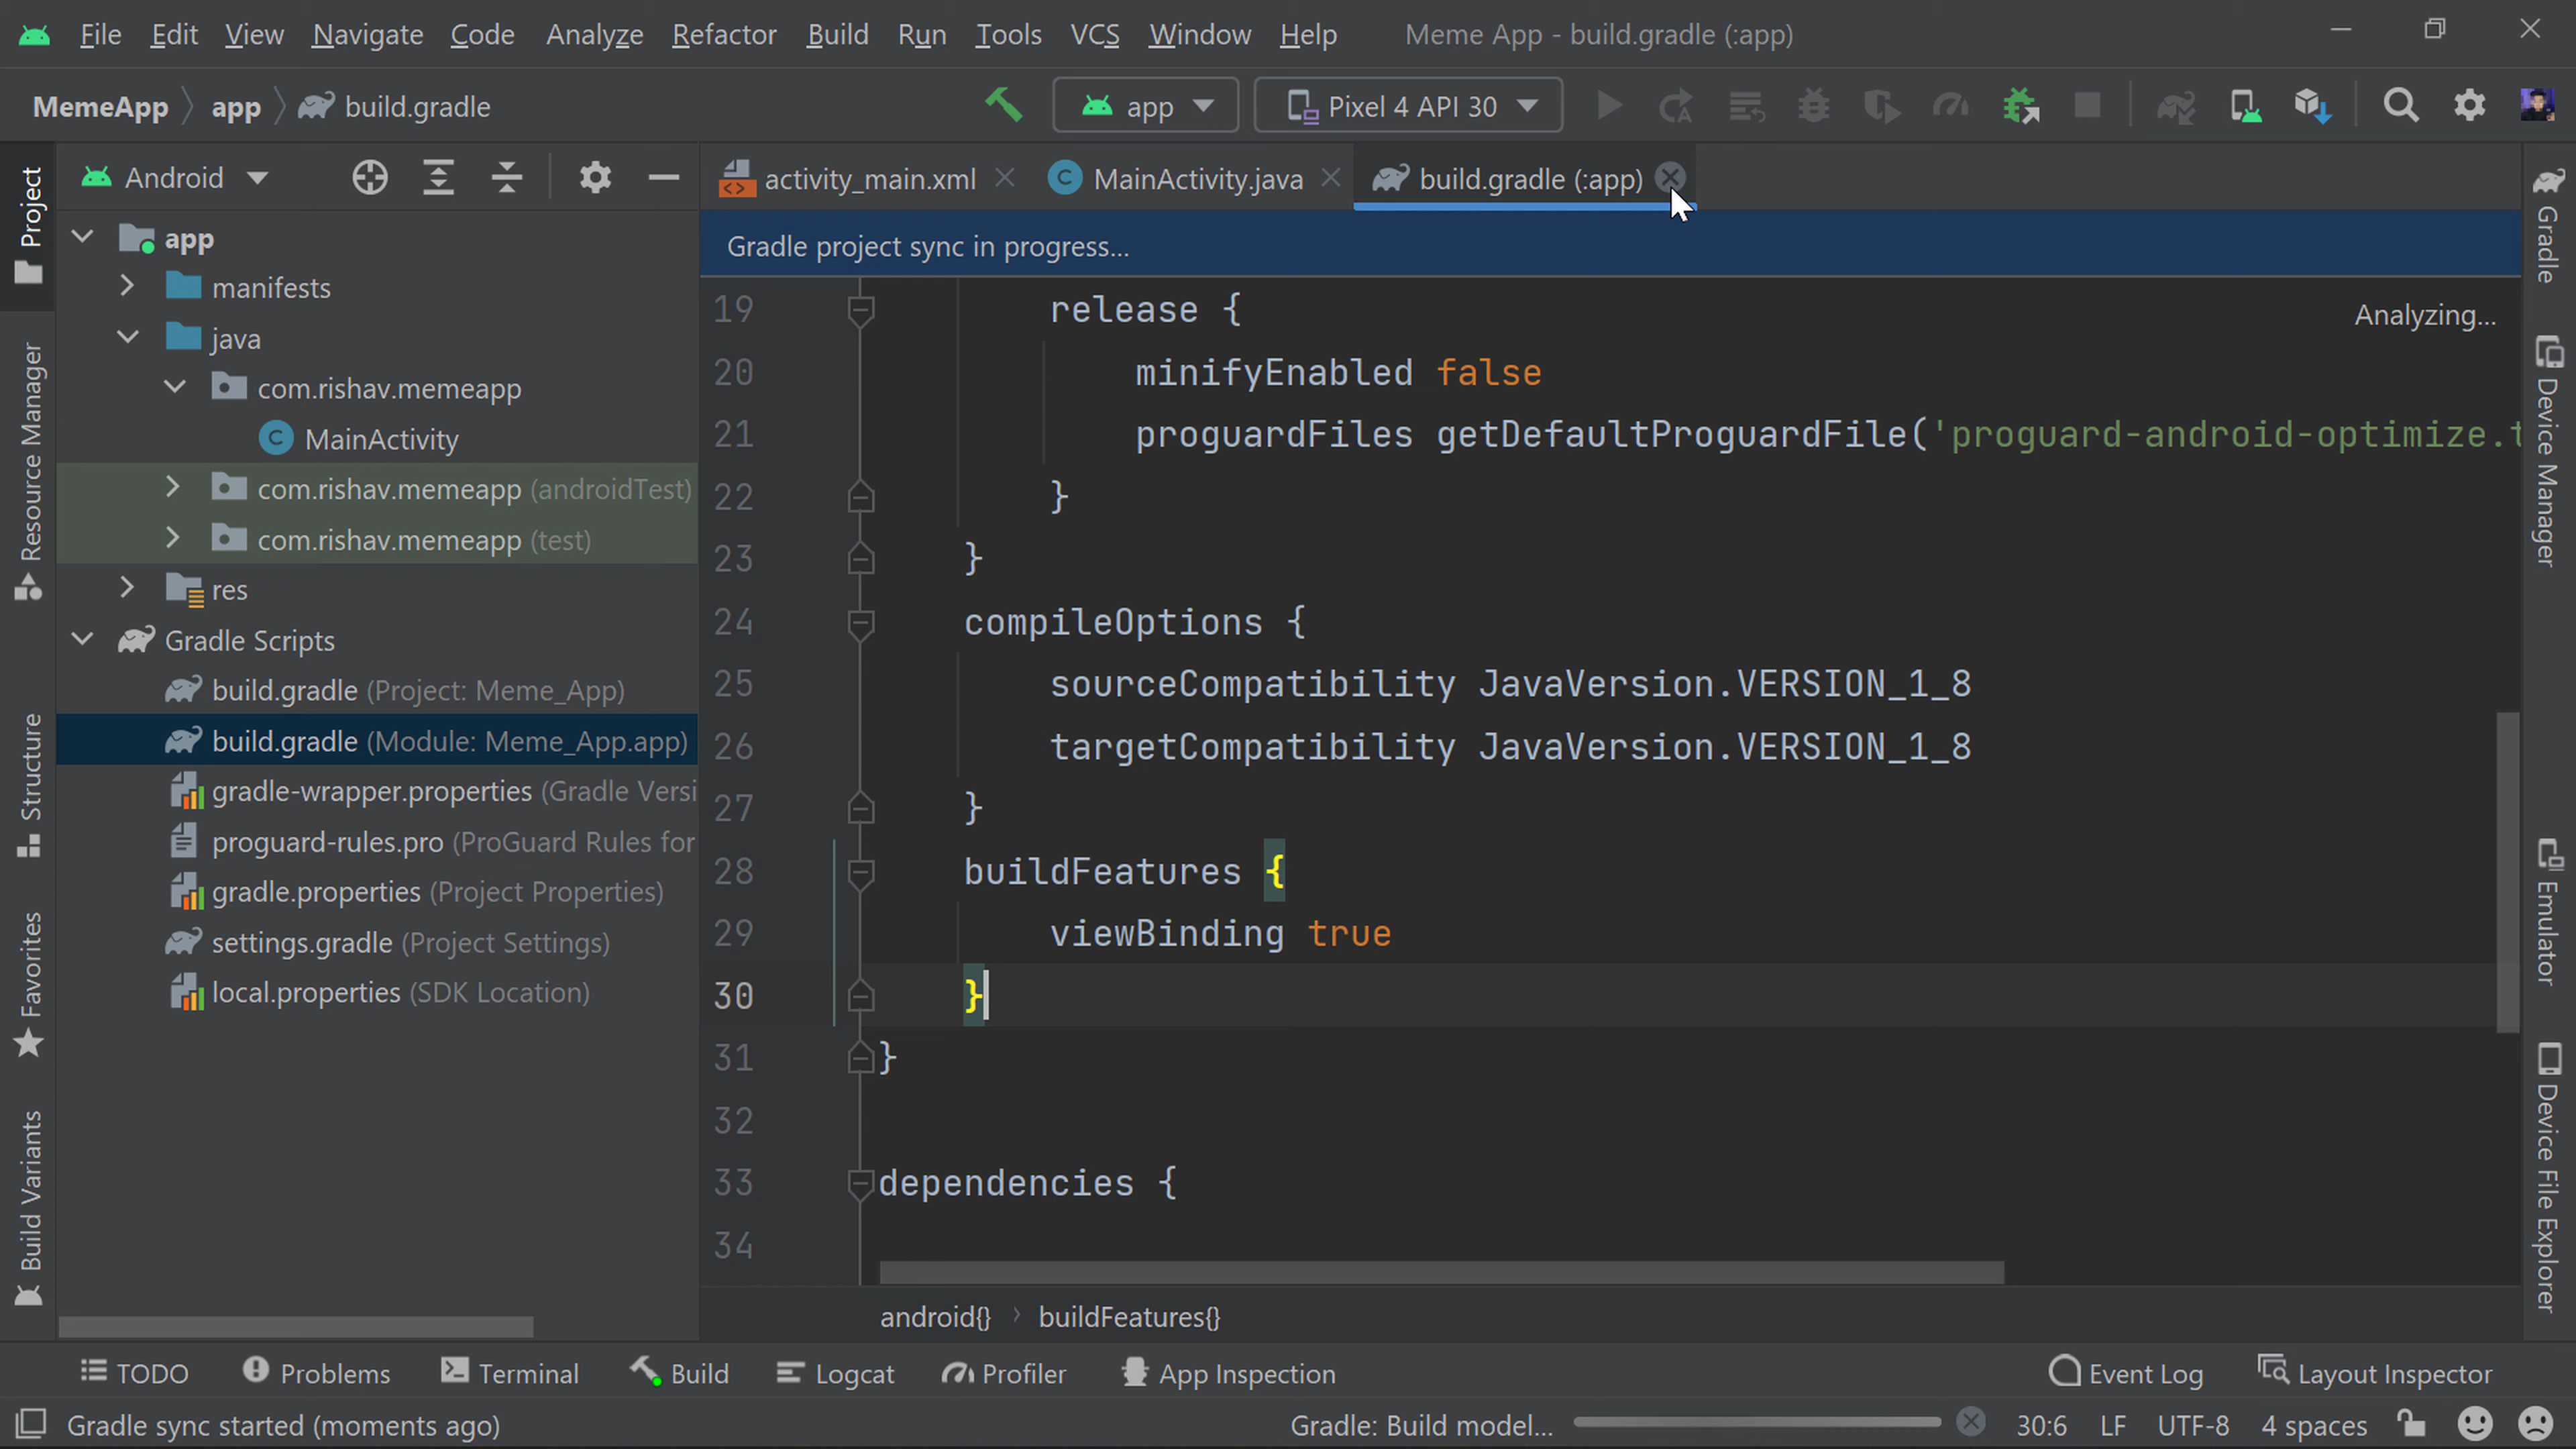 File Edit View Navigate Code Analyze Refactor Build Run Tools VCS Window Help Meme App - build.gradle (:app)
MemeApp app build.gradle app Pixel 4 API 30
Project
Resource Manager
Structure
Favorites
Build Variants
Android
app
manifests
java
com.rishav.memeapp
MainActivity
com.rishav.memeapp (androidTest)
com.rishav.memeapp (test)
res
Gradle Scripts
build.gradle (Project: Meme_App)
build.gradle (Module: Meme_App.app)
gradle-wrapper.properties (Gradle Versi
proguard-rules.pro (ProGuard Rules for
gradle.properties (Project Properties)
settings.gradle (Project Settings)
local.properties (SDK Location)
activity_main.xml MainActivity.java build.gradle (:app)
Gradle project sync in progress...
Analyzing...
19 release {
20 minifyEnabled false
21 proguardFiles getDefaultProguardFile('proguard-android-optimize.t
22 }
23 }
24 compileOptions {
25 sourceCompatibility JavaVersion.VERSION_1_8
26 targetCompatibility JavaVersion.VERSION_1_8
27 }
28 buildFeatures {
29 viewBinding true
30 }
31 }
32
33 dependencies {
34
android{} › buildFeatures{}
Gradle
Device Manager
Emulator
Device File Explorer
TODO Problems Terminal Build Logcat Profiler App Inspection Event Log Layout Inspector
Gradle sync started (moments ago) Gradle: Build model... 30:6 LF UTF-8 4 spaces